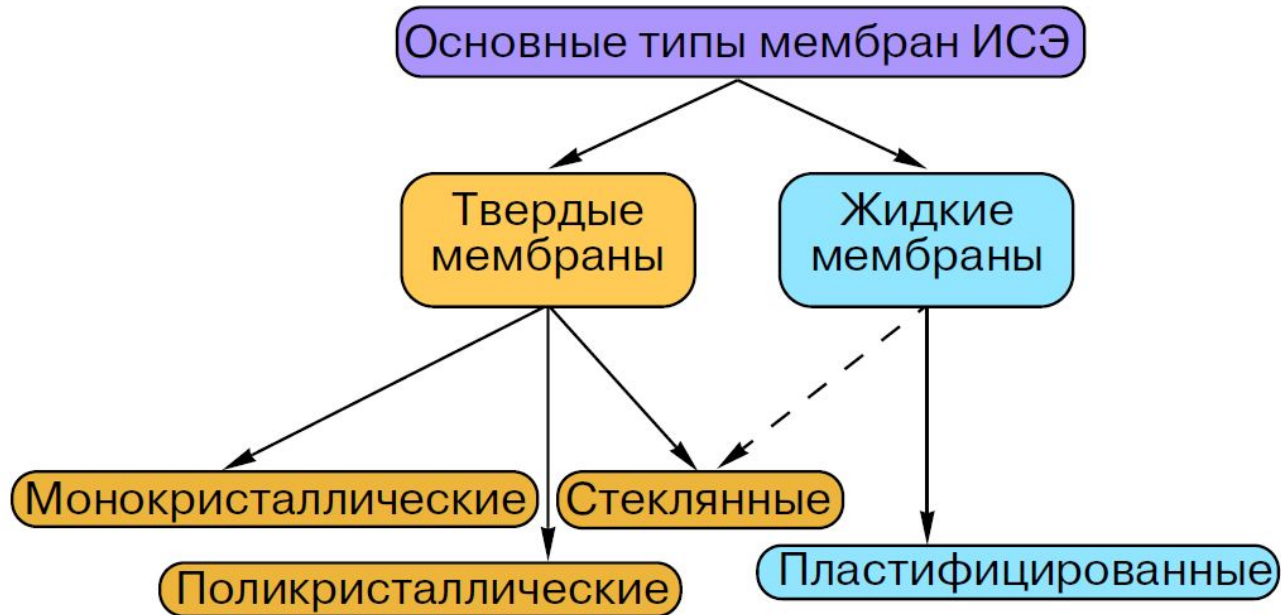 Основные типы мембран ИСЭ
Твердые
мембраны
Жидкие
мембраны
Монокристаллические
Стеклянные
Поликристаллические
Пластифицированные